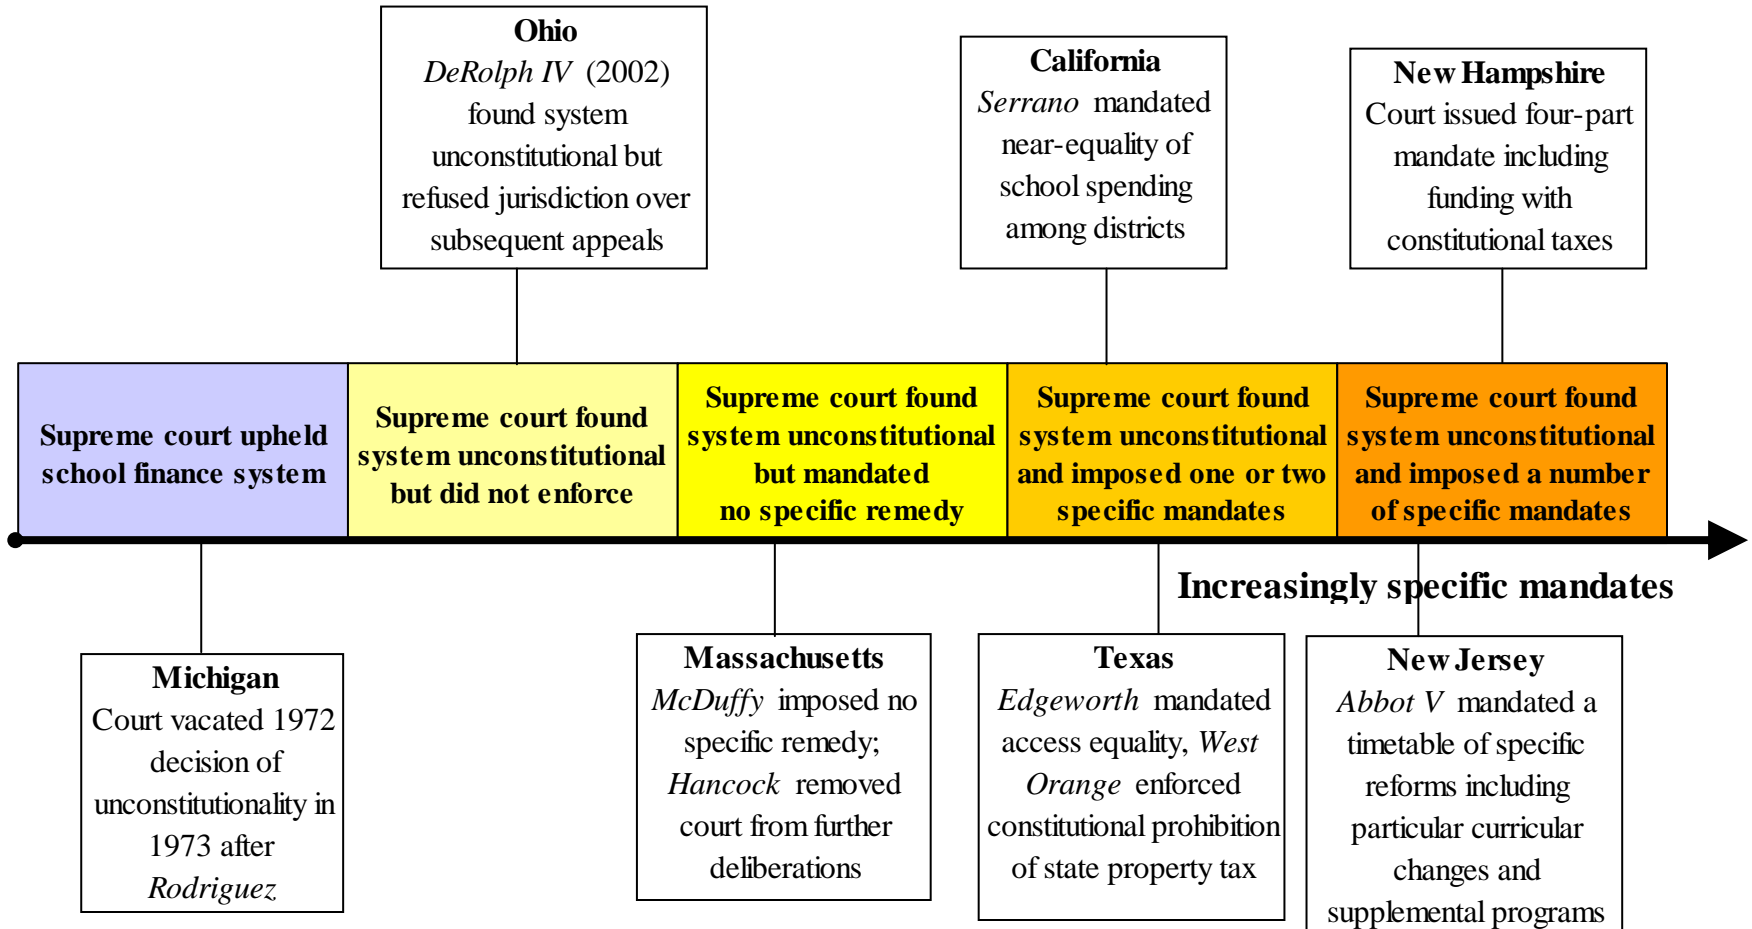 Ohio
DeRolph IV (2002)
found system
unconstitutional but
refused jurisdiction over
subsequent appeals
California
Serrano mandated
near-equality of
school spending
among districts
New Hampshire
Court issued four-part
mandate including
funding with
constitutional taxes
Supreme court upheld
school finance system
Supreme court found
system unconstitutional
but did not enforce
Supreme court found
system unconstitutional
but mandated
no specific remedy
Supreme court found
system unconstitutional
and imposed one or two
specific mandates
Supreme court found
system unconstitutional
and imposed a number
of specific mandates
Increasingly specific mandates
Michigan
Court vacated 1972
decision of
unconstitutionality in
1973 after
Rodriguez
Massachusetts
McDuffy imposed no
specific remedy;
Hancock removed
court from further
deliberations
Texas
Edgeworth mandated
access equality, West
Orange enforced
constitutional prohibition
of state property tax
New Jersey
Abbot V mandated a
timetable of specific
reforms including
particular curricular
changes and
supplemental programs